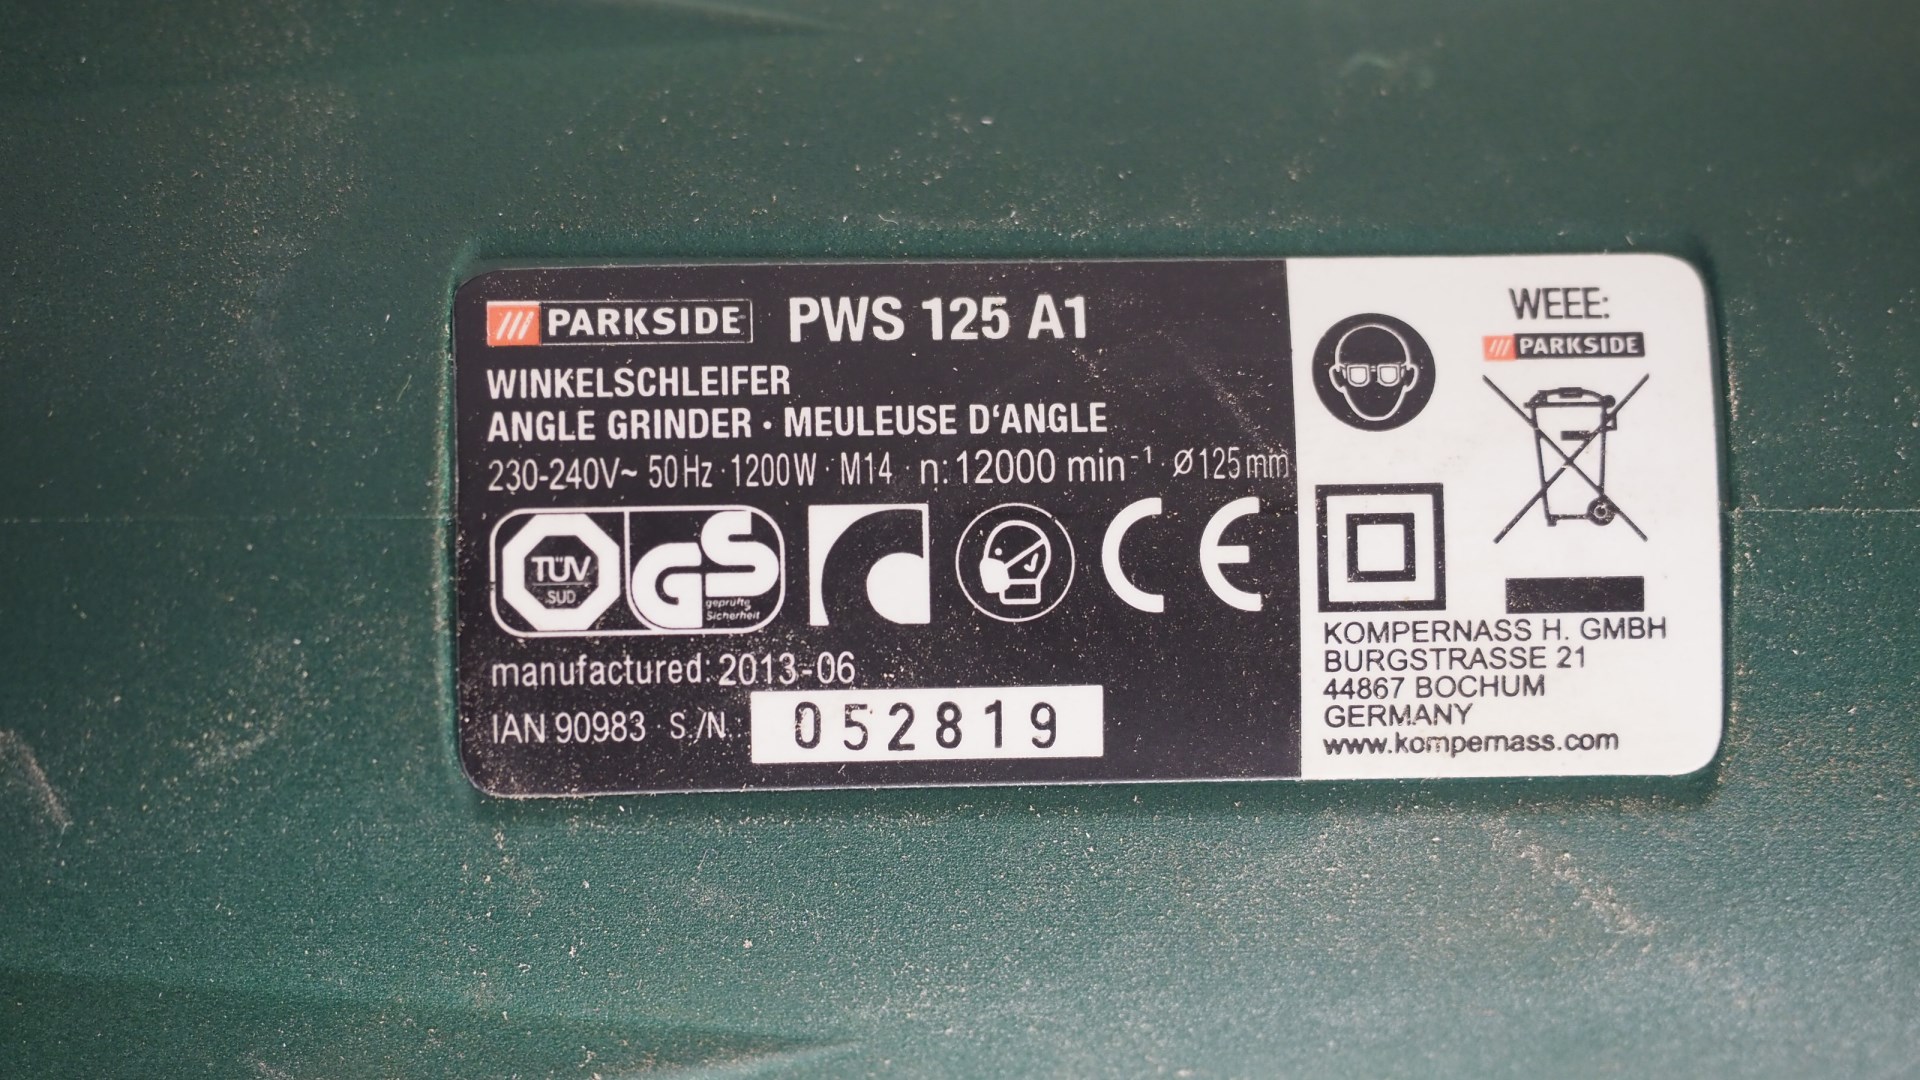 PARKSIDE PWS 125 A1
WINKELSCHLEIFER
ANGLE GRINDER · MEULEUSE D‘ANGLE
230-240V~ 50Hz · 1200W · M14 · n: 12000 min⁻¹ Ø125mm
TÜV SÜD GS geprüfte Sicherheit CE
manufactured: 2013-06
IAN 90983 S/N: 052819
WEEE:
PARKSIDE
KOMPERNASS H. GMBH
BURGSTRASSE 21
44867 BOCHUM
GERMANY
www.kompernass.com